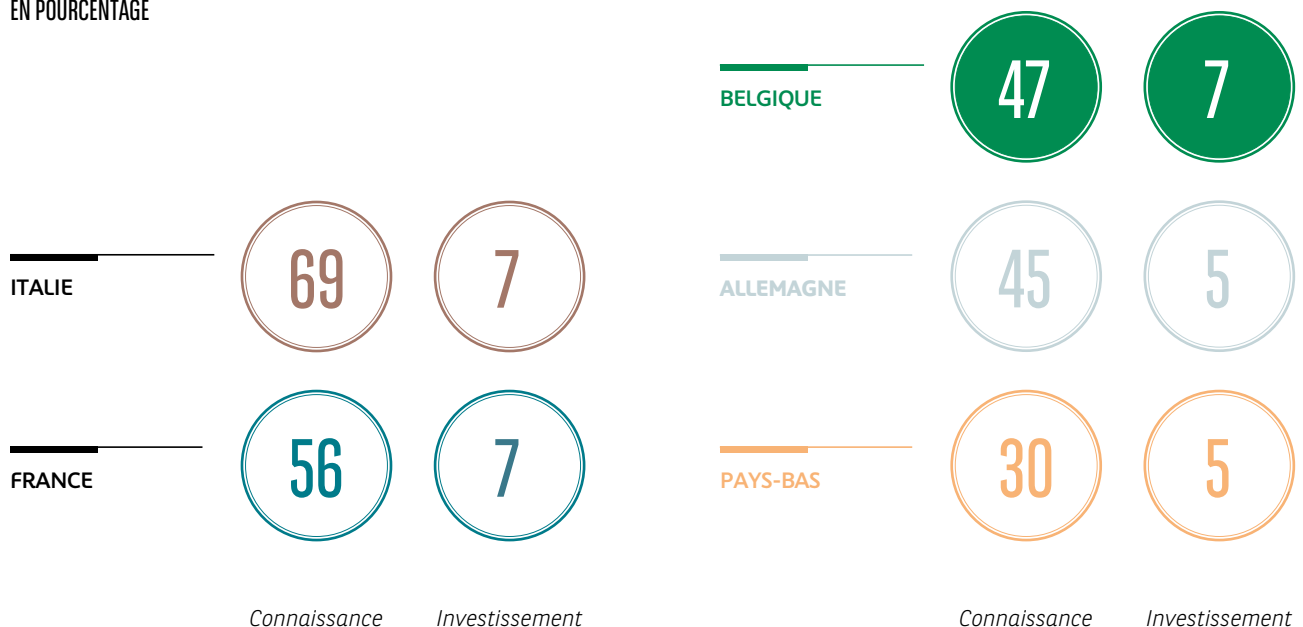 EN POURCENTAGE
ITALIE
69
7
FRANCE
56
7
Connaissance
Investissement
BELGIQUE
47
7
ALLEMAGNE
45
5
PAYS-BAS
30
5
Connaissance
Investissement